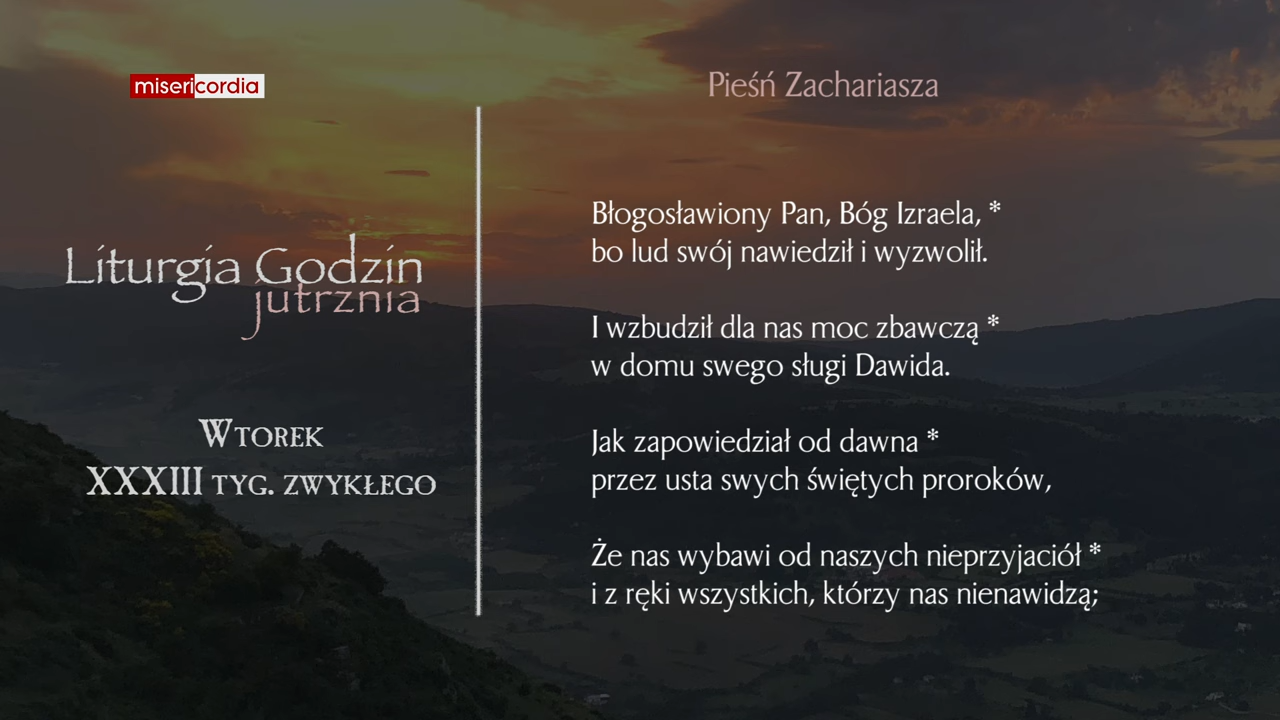 misericordia
Liturgia Godzin
jutrznia
Wtorek
XXXIII tyg. zwykłego
Pieśń Zachariasza
Błogosławiony Pan, Bóg Izraela, *
bo lud swój nawiedził i wyzwolił.
I wzbudził dla nas moc zbawczą *
w domu swego sługi Dawida.
Jak zapowiedział od dawna *
przez usta swych świętych proroków,
Że nas wybawi od naszych nieprzyjaciół *
i z ręki wszystkich, którzy nas nienawidzą;